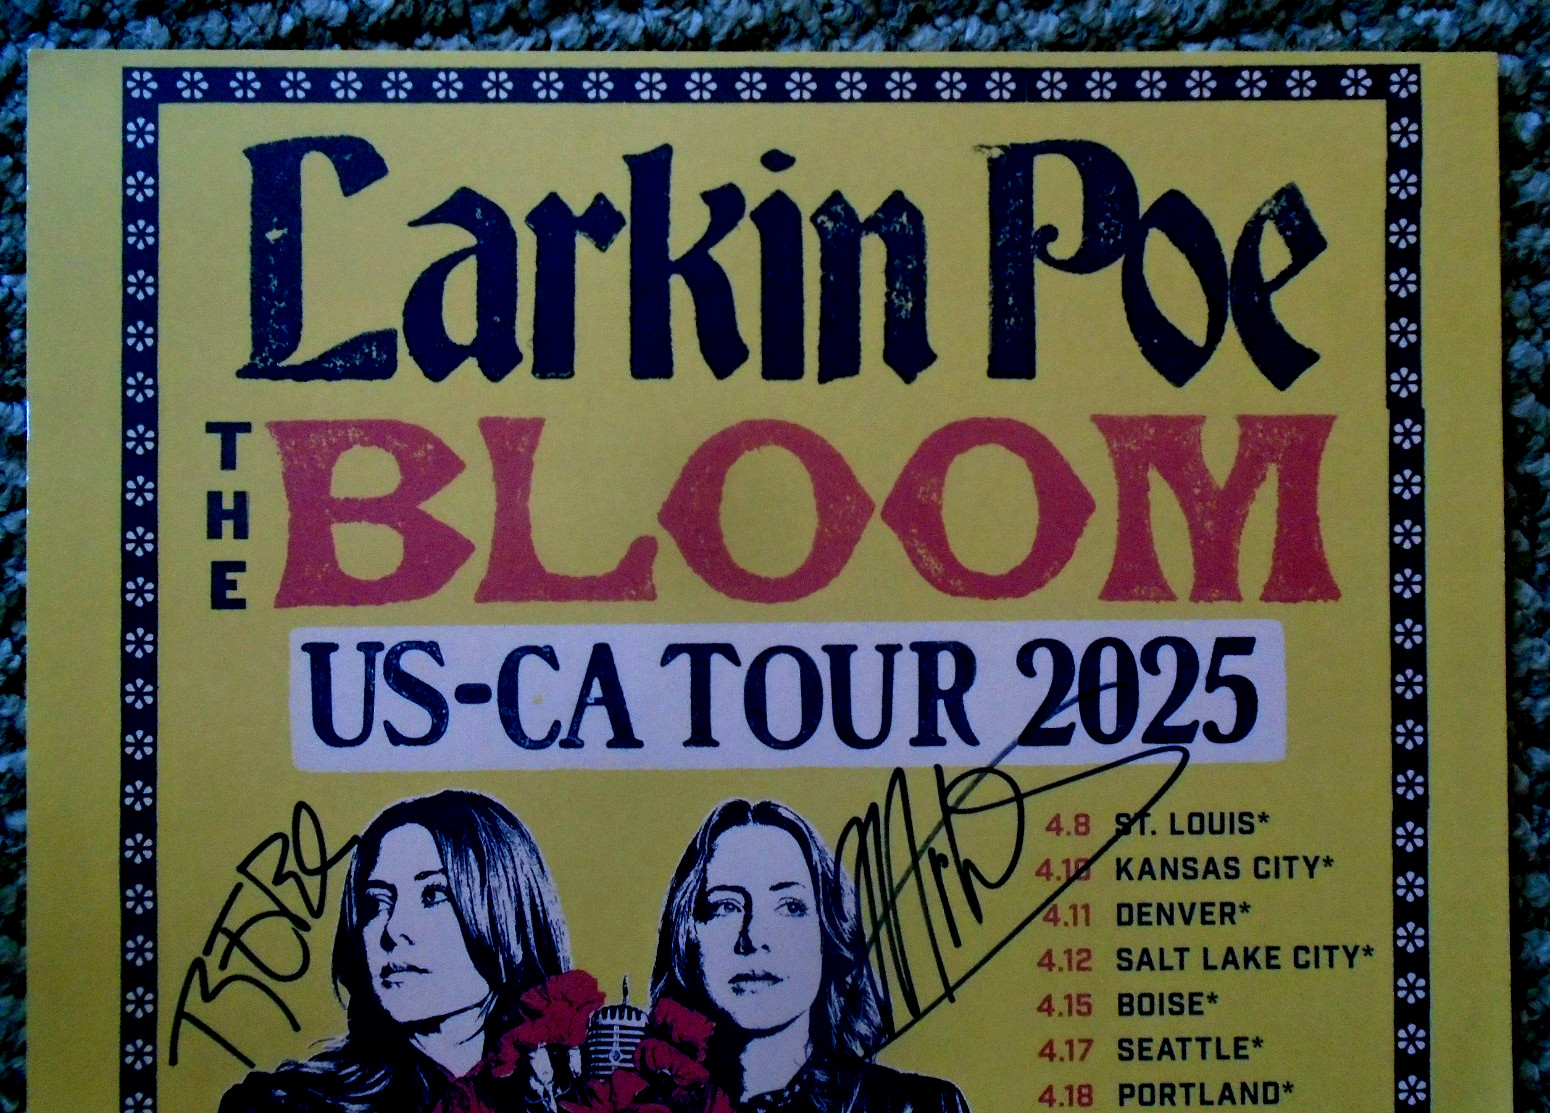 Larkin Poe
THE BLOOM
US-CA TOUR 2025
4.8 ST. LOUIS*
4.10 KANSAS CITY*
4.11 DENVER*
4.12 SALT LAKE CITY*
4.15 BOISE*
4.17 SEATTLE*
4.18 PORTLAND*